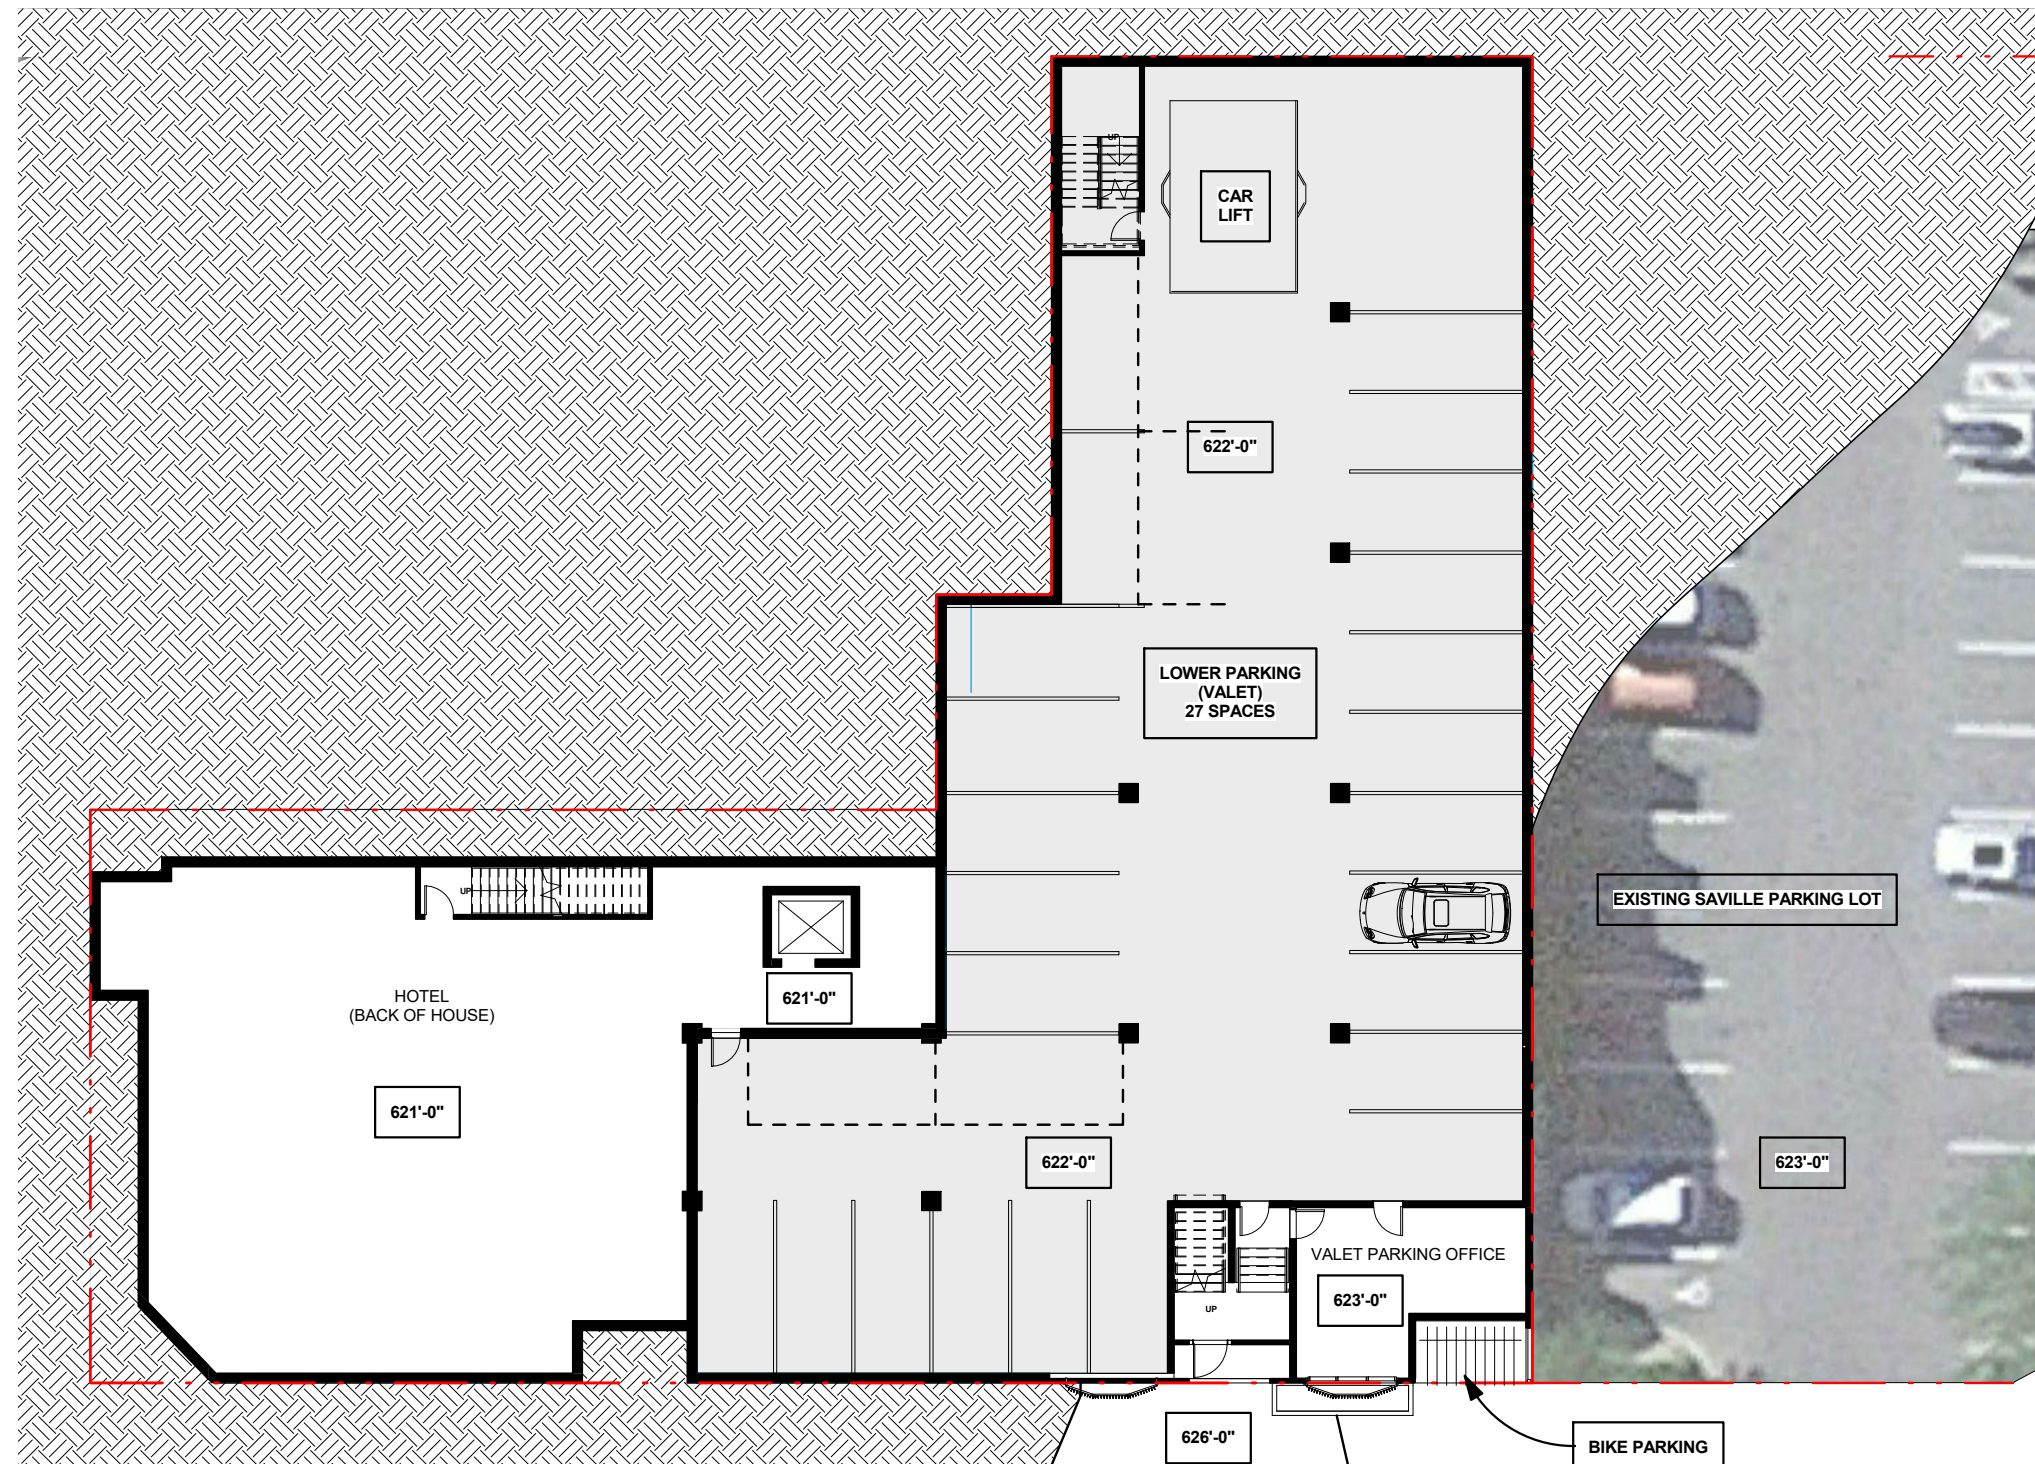 UP
CAR
LIFT
622'-0"
LOWER PARKING
(VALET)
27 SPACES
UP
EXISTING SAVILLE PARKING LOT
HOTEL
(BACK OF HOUSE)
621'-0"
621'-0"
622'-0"
623'-0"
VALET PARKING OFFICE
623'-0"
UP
626'-0"
BIKE PARKING